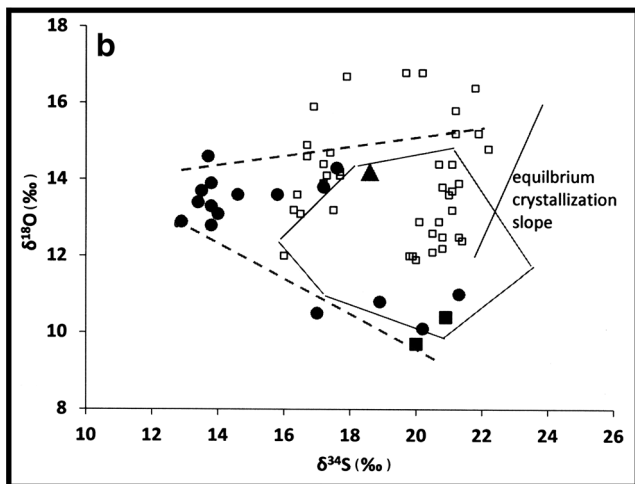 b
18
16
14
12
10
8
δ18O (‰)
equilbrium
crystallization
slope
10 12 14 16 18 20 22 24 26
δ34S (‰)